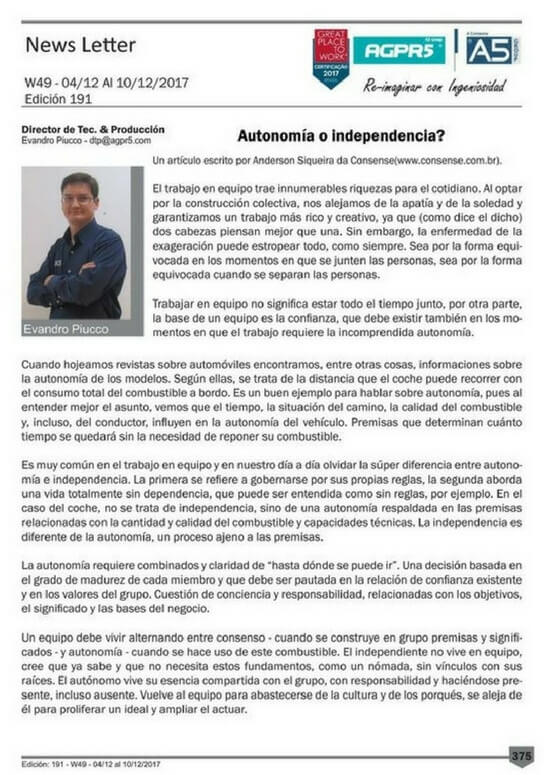 News Letter
W49 - 04/12 Al 10/12/2017
Edición 191
GREAT
PLACE
TO
WORK
CERTIFICAÇÃO
2017
AGPR5
A5
Re-imaginar con Ingeniosidad
Director de Tec. & Producción
Evandro Piucco - dtp@agpr5.com
Autonomía o independencia?
Un artículo escrito por Anderson Siqueira da Consense(www.consense.com.br).
El trabajo en equipo trae innumerables riquezas para el cotidiano. Al optar
por la construcción colectiva, nos alejamos de la apatía y de la soledad y
garantizamos un trabajo más rico y creativo, ya que (como dice el dicho)
dos cabezas piensan mejor que una. Sin embargo, la enfermedad de la
exageración puede estropear todo, como siempre. Sea por la forma equi-
vocada en los momentos en que se junten las personas, sea por la forma
equivocada cuando se separan las personas.
Trabajar en equipo no significa estar todo el tiempo junto, por otra parte,
la base de un equipo es la confianza, que debe existir también en los mo-
mentos en que el trabajo requiere la incomprendida autonomía.
Evandro Piucco
Cuando hojeamos revistas sobre automóviles encontramos, entre otras cosas, informaciones sobre
la autonomía de los modelos. Según ellas, se trata de la distancia que el coche puede recorrer con
el consumo total del combustible a bordo. Es un buen ejemplo para hablar sobre autonomía, pues al
entender mejor el asunto, vemos que el tiempo, la situación del camino, la calidad del combustible
y, incluso, del conductor, influyen en la autonomía del vehículo. Premisas que determinan cuánto
tiempo se quedará sin la necesidad de reponer su combustible.
Es muy común en el trabajo en equipo y en nuestro día a día olvidar la súper diferencia entre autono-
mía e independencia. La primera se refiere a gobernarse por sus propias reglas, la segunda aborda
una vida totalmente sin dependencia, que puede ser entendida como sin reglas, por ejemplo. En el
caso del coche, no se trata de independencia, sino de una autonomía respaldada en las premisas
relacionadas con la cantidad y calidad del combustible y capacidades técnicas. La independencia es
diferente de la autonomía, un proceso ajeno a las premisas.
La autonomía requiere combinados y claridad de "hasta dónde se puede ir". Una decisión basada en
el grado de madurez de cada miembro y que debe ser pautada en la relación de confianza existente
y en los valores del grupo. Cuestión de conciencia y responsabilidad, relacionadas con los objetivos,
el significado y las bases del negocio.
Un equipo debe vivir alternando entre consenso - cuando se construye en grupo premisas y signifi-
cados - y autonomía - cuando se hace uso de este combustible. El independiente no vive en equipo,
cree que ya sabe y que no necesita estos fundamentos, como un nómada, sin vínculos con sus
raíces. El autónomo vive su esencia compartida con el grupo, con responsabilidad y haciéndose pre-
sente, incluso ausente. Vuelve al equipo para abastecerse de la cultura y de los porqués, se aleja de
él para proliferar un ideal y ampliar el actuar.
375
Edición: 191 - W49 - 04/12 al 10/12/2017